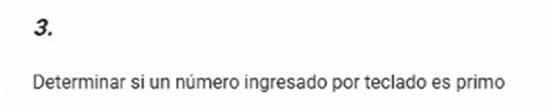 3.
Determinar si un número ingresado por teclado es primo